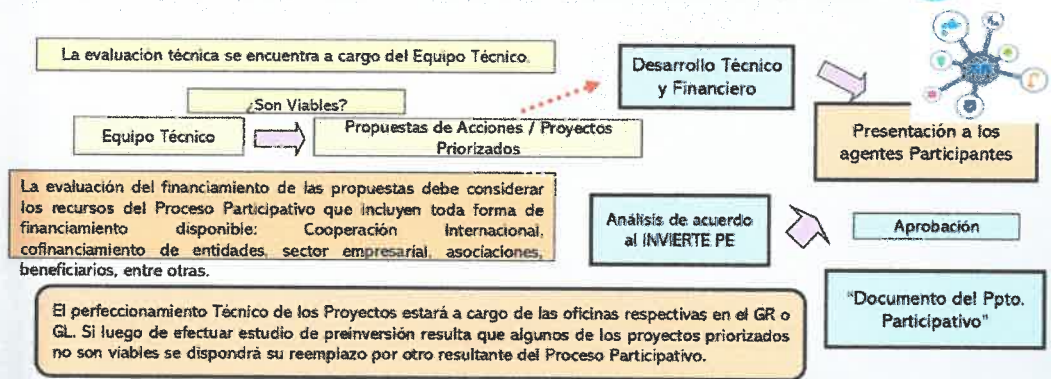 La evaluación técnica se encuentra a cargo del Equipo Técnico.
¿Son Viables?
Equipo Técnico
Propuestas de Acciones / Proyectos
Priorizados
Desarrollo Técnico
y Financiero
Presentación a los
agentes Participantes
La evaluación del financiamiento de las propuestas debe considerar
los recursos del Proceso Participativo que incluyen toda forma de
financiamiento disponible: Cooperación Internacional,
cofinanciamiento de entidades, sector empresarial, asociaciones,
beneficiarios, entre otras.
Análisis de acuerdo
al INVIERTE PE
Aprobación
"Documento del Ppto.
Participativo"
El perfeccionamiento Técnico de los Proyectos estará a cargo de las oficinas respectivas en el GR o
GL. Si luego de efectuar estudio de preinversión resulta que algunos de los proyectos priorizados
no son viables se dispondrá su reemplazo por otro resultante del Proceso Participativo.